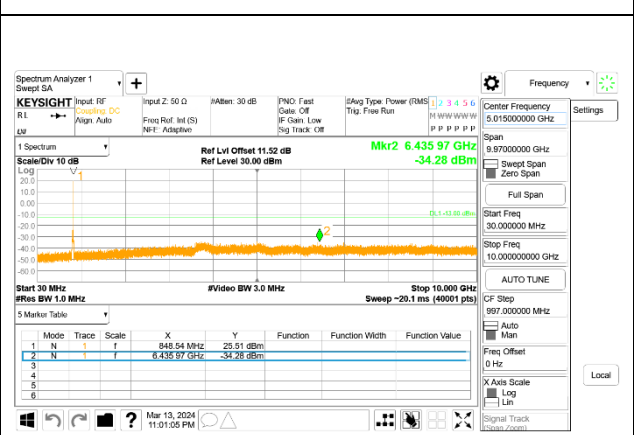 Spectrum Analyzer 1
Swept SA
+
Frequency
KEYSIGHT
RL
Input: RF
Coupling: DC
Align: Auto
Input Z: 50 Ω
Freq Ref: Int (S)
NFE: Adaptive
#Atten: 30 dB
PNO: Fast
Gate: Off
IF Gain: Low
Sig Track: Off
#Avg Type: Power (RMS
Trig: Free Run
1 2 3 4 5 6
M W W W W W
P P P P P P
1 Spectrum
Scale/Div 10 dB
Log
Ref Lvl Offset 11.52 dB
Ref Level 30.00 dBm
Mkr2 6.435 97 GHz
-34.28 dBm
20.0
10.0
0.00
-10.0
-20.0
-30.0
-40.0
-50.0
-60.0
1
2
DL1 -13.00 dBm
Start 30 MHz
#Res BW 1.0 MHz
#Video BW 3.0 MHz
Stop 10.000 GHz
Sweep ~20.1 ms (40001 pts)
5 Marker Table
Mode Trace Scale X Y Function Function Width Function Value
1 N 1 f 848.54 MHz 25.51 dBm
2 N 1 f 6.435 97 GHz -34.28 dBm
3
4
5
6
Mar 13, 2024
11:01:05 PM
Center Frequency
5.015000000 GHz
Settings
Span
9.97000000 GHz
Swept Span
Zero Span
Full Span
Start Freq
30.000000 MHz
Stop Freq
10.000000000 GHz
AUTO TUNE
CF Step
997.000000 MHz
Auto
Man
Freq Offset
0 Hz
X Axis Scale
Log
Lin
Signal Track
(Span Zoom)
Local